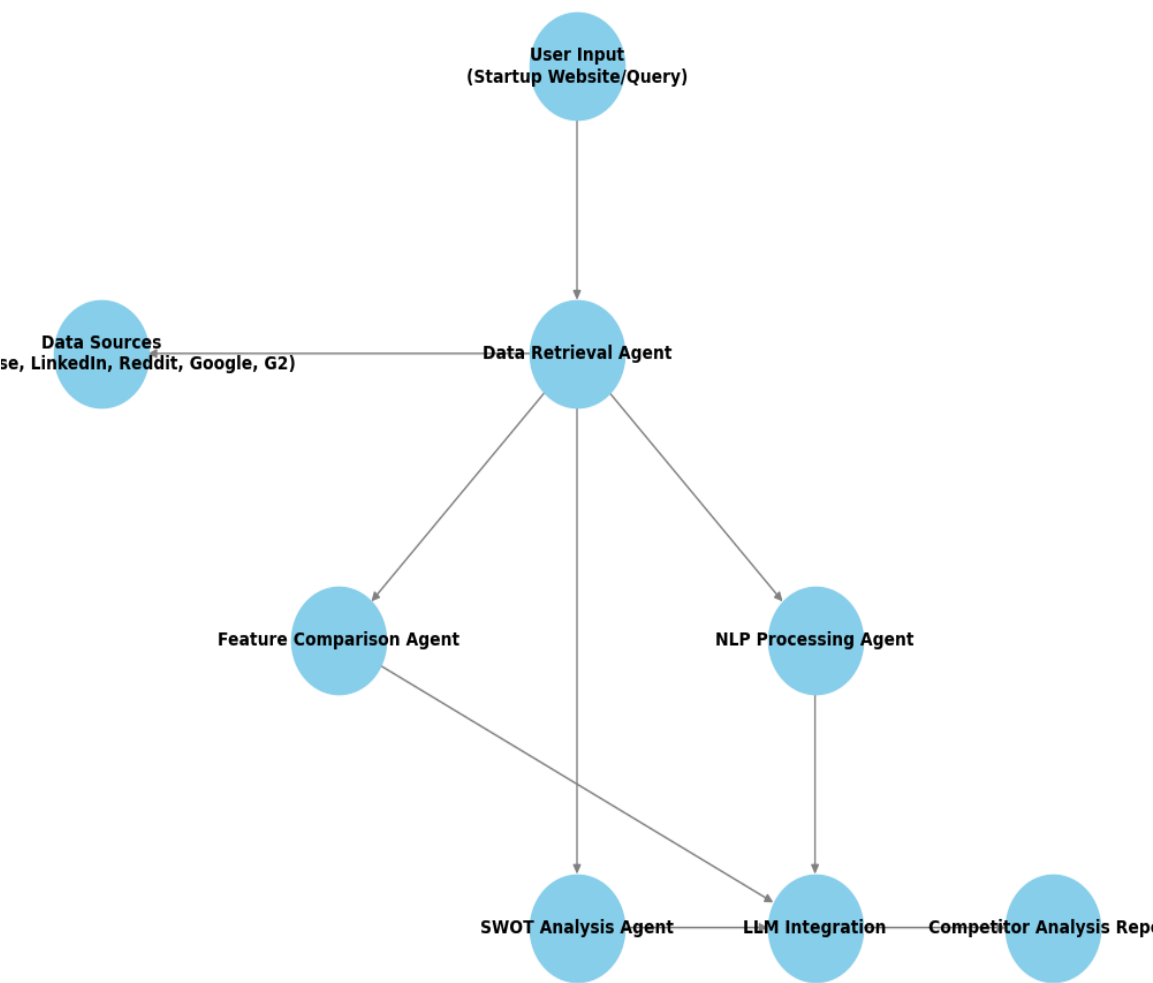 User Input
(Startup Website/Query)
Data Sources
se, LinkedIn, Reddit, Google, G2)
Data Retrieval Agent
Feature Comparison Agent
NLP Processing Agent
SWOT Analysis Agent
LLM Integration
Competitor Analysis Repo